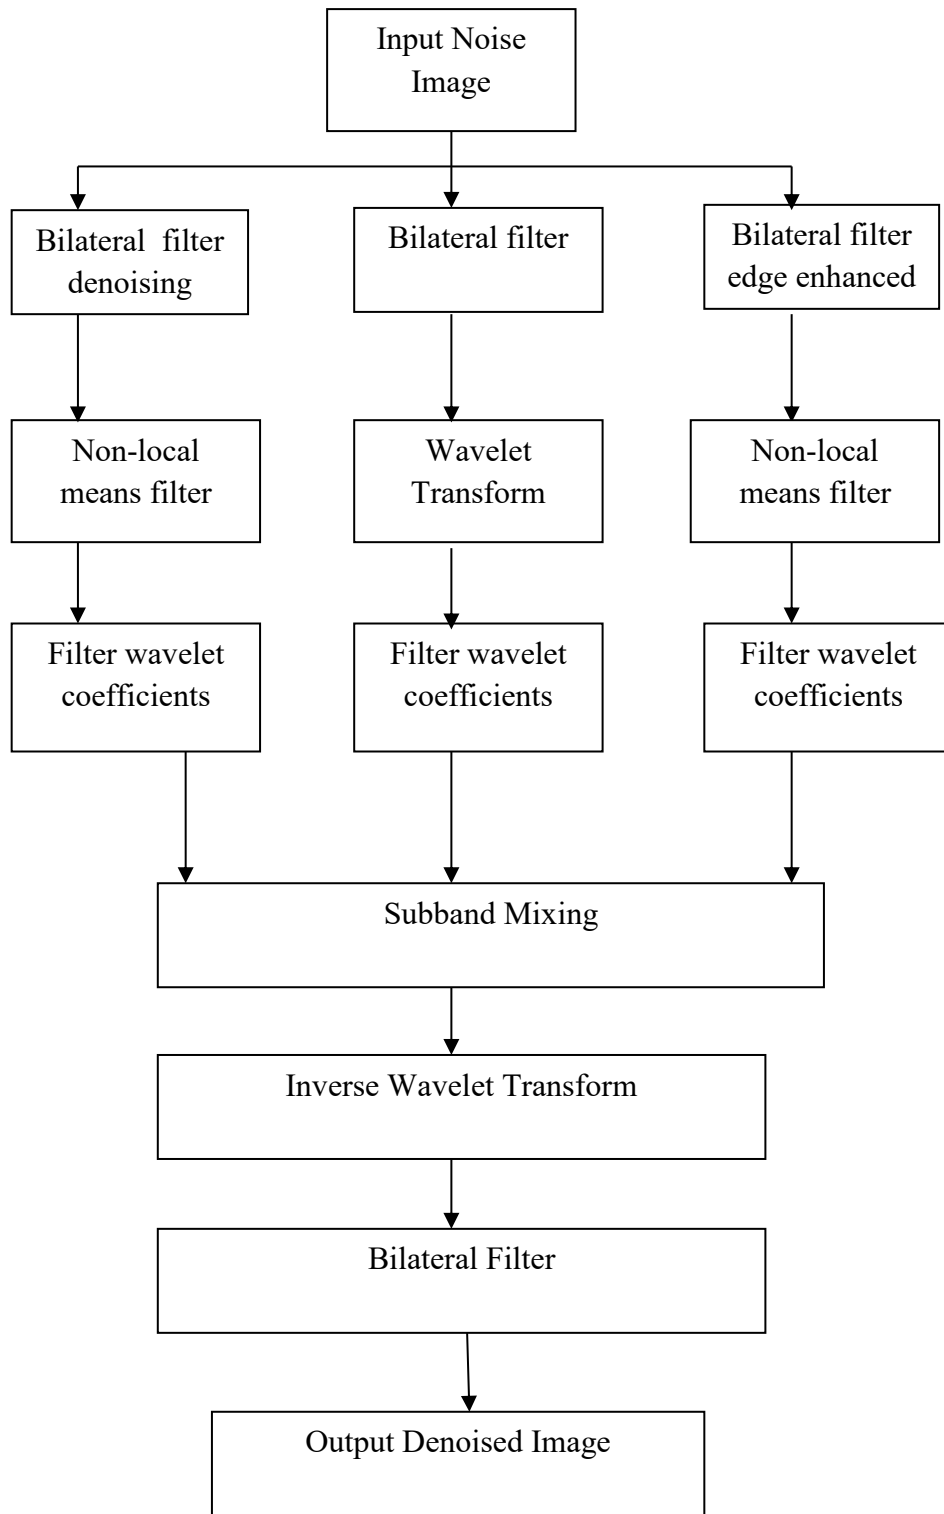 Input Noise
Image
Bilateral  filter
denoising
Bilateral filter
Bilateral filter
edge enhanced
Non-local
means filter
Wavelet
Transform
Non-local
means filter
Filter wavelet
coefficients
Filter wavelet
coefficients
Filter wavelet
coefficients
Subband Mixing
Inverse Wavelet Transform
Bilateral Filter
Output Denoised Image